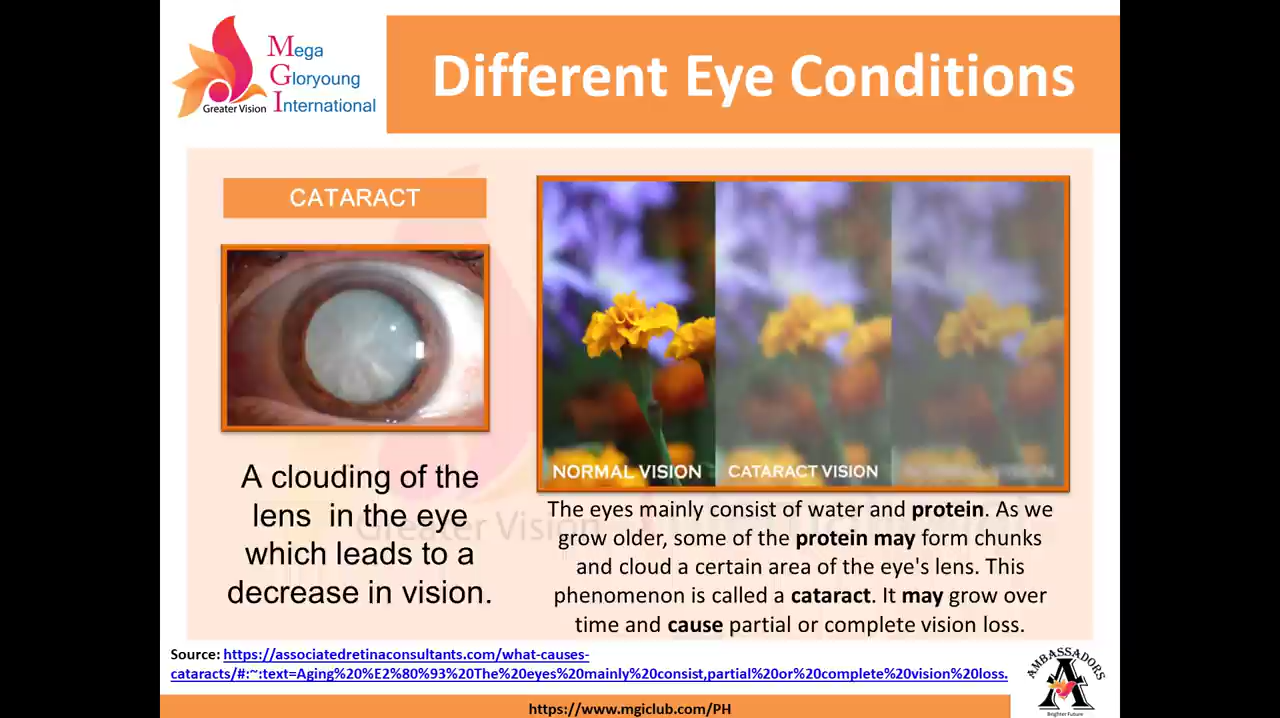 Mega
Gloryoung
International
Greater Vision
Different Eye Conditions
CATARACT
NORMAL VISION
CATARACT VISION
A clouding of the
lens in the eye
which leads to a
decrease in vision.
The eyes mainly consist of water and protein. As we
grow older, some of the protein may form chunks
and cloud a certain area of the eye's lens. This
phenomenon is called a cataract. It may grow over
time and cause partial or complete vision loss.
Source: https://associatedretinaconsultants.com/what-causes-
cataracts/#:~:text=Aging%20%E2%80%93%20The%20eyes%20mainly%20consist,partial%20or%20complete%20vision%20loss.
AMBASSADORS
Brighter Future
https://www.mgiclub.com/PH